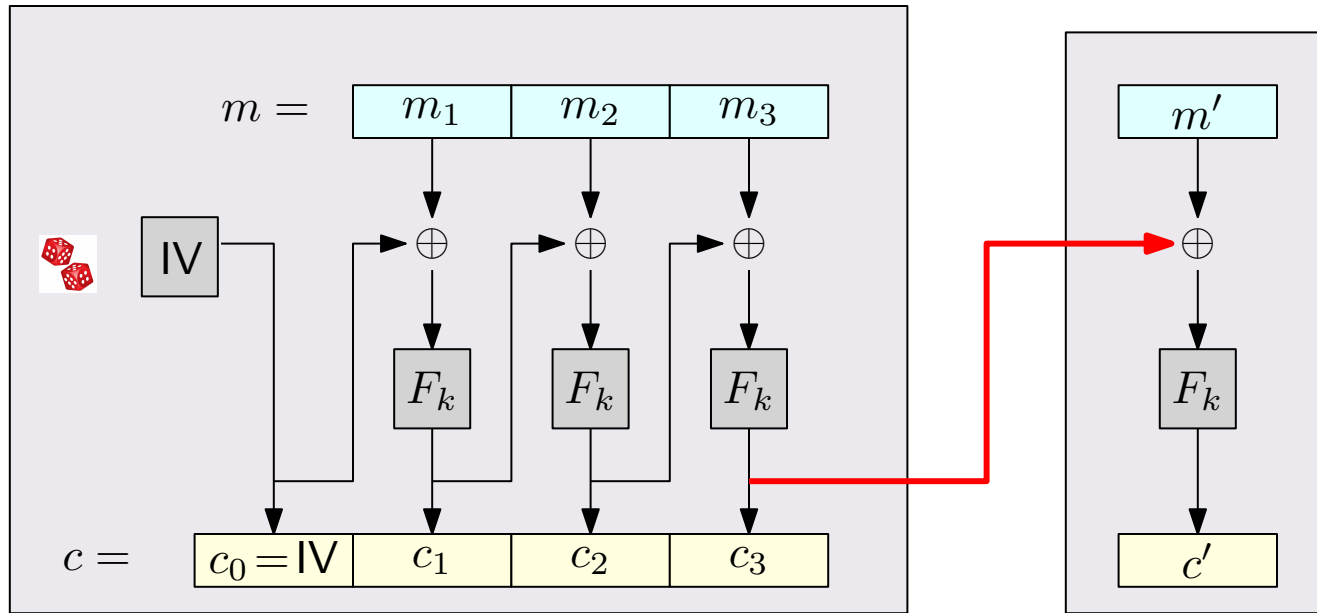 m = m₁ m₂ m₃ m′
IV ⊕ ⊕ ⊕ ⊕
Fₖ Fₖ Fₖ Fₖ
c = c₀ = IV c₁ c₂ c₃ c′